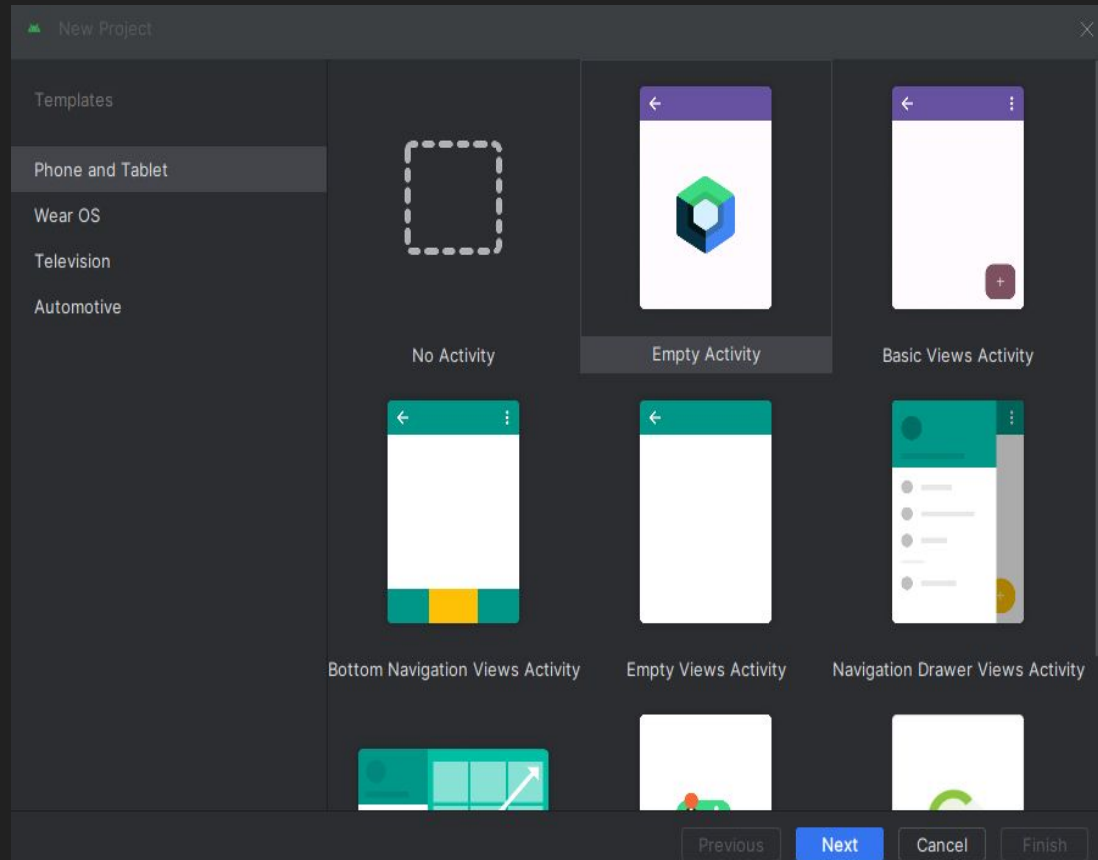 New Project
Templates
Phone and Tablet
Wear OS
Television
Automotive
No Activity
Empty Activity
Basic Views Activity
Bottom Navigation Views Activity
Empty Views Activity
Navigation Drawer Views Activity
Previous
Next
Cancel
Finish